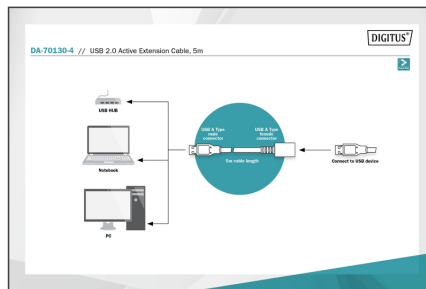 DIGITUS®
DA-70130-4 // USB 2.0 Active Extension Cable, 5m
USB HUB
USB A Type
male
connector
USB A Type
female
connector
Notebook
5m cable length
Connect to USB device
PC